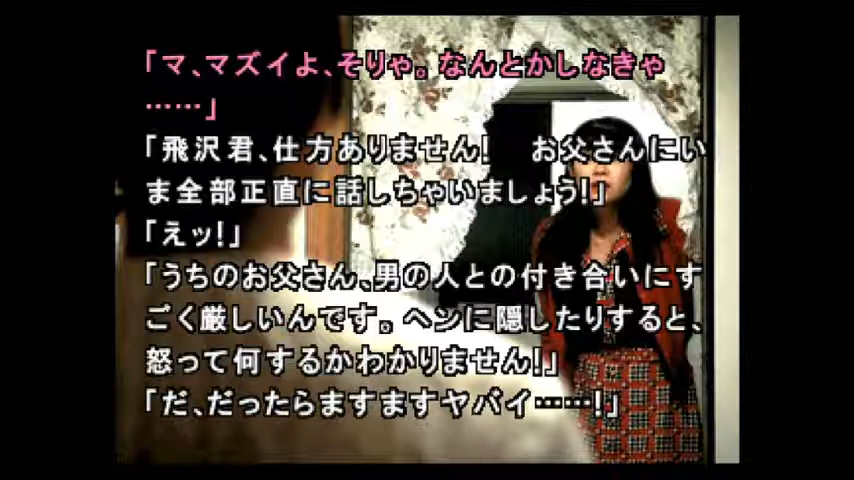 「マ、マズイよ、そりゃ。なんとかしなきゃ
……」
「飛沢君、仕方ありません!　お父さんにい
ま全部正直に話しちゃいましょう!」
「えッ!」
「うちのお父さん、男の人との付き合いにす
ごく厳しいんです。ヘンに隠したりすると、
怒って何するかわかりません!」
「だ、だったらますますヤバイ……!」